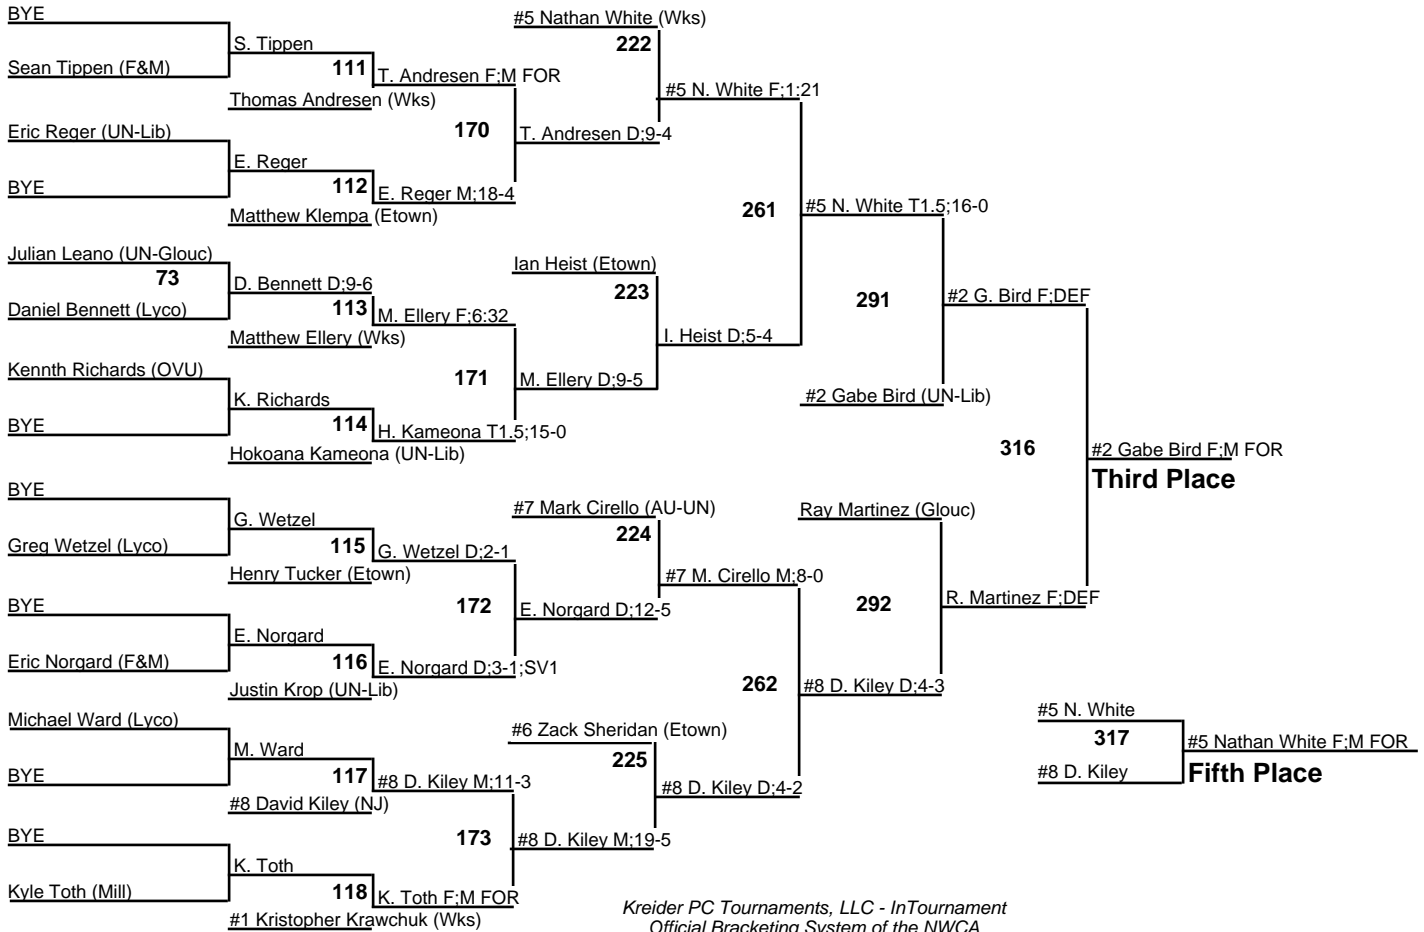 BYE
#5 Nathan White (Wks)
S. Tippen
222
Sean Tippen (F&M)
111
T. Andresen F;M FOR
#5 N. White F;1:21
Thomas Andresen (Wks)
Eric Reger (UN-Lib)
170
T. Andresen D;9-4
E. Reger
BYE
112
E. Reger M;18-4
261
#5 N. White T1.5;16-0
Matthew Klempa (Etown)
Julian Leano (UN-Glouc)
Ian Heist (Etown)
73
D. Bennett D;9-6
223
291
#2 G. Bird F;DEF
Daniel Bennett (Lyco)
113
M. Ellery F;6:32
Matthew Ellery (Wks)
I. Heist D;5-4
Kennth Richards (OVU)
171
M. Ellery D;9-5
K. Richards
#2 Gabe Bird (UN-Lib)
BYE
114
H. Kameona T1.5;15-0
Hokoana Kameona (UN-Lib)
316
#2 Gabe Bird F;M FOR
Third Place
BYE
#7 Mark Cirello (AU-UN)
Ray Martinez (Glouc)
G. Wetzel
224
Greg Wetzel (Lyco)
115
G. Wetzel D;2-1
Henry Tucker (Etown)
#7 M. Cirello M;8-0
BYE
172
E. Norgard D;12-5
292
R. Martinez F;DEF
E. Norgard
Eric Norgard (F&M)
116
E. Norgard D;3-1;SV1
Justin Krop (UN-Lib)
262
#8 D. Kiley D;4-3
Michael Ward (Lyco)
#6 Zack Sheridan (Etown)
#5 N. White
M. Ward
225
317
#5 Nathan White F;M FOR
BYE
117
#8 D. Kiley M;11-3
#8 D. Kiley D;4-2
#8 D. Kiley
Fifth Place
#8 David Kiley (NJ)
BYE
173
#8 D. Kiley M;19-5
K. Toth
Kyle Toth (Mill)
118
K. Toth F;M FOR
#1 Kristopher Krawchuk (Wks)
Kreider PC Tournaments, LLC - InTournament
Official Bracketing System of the NWCA